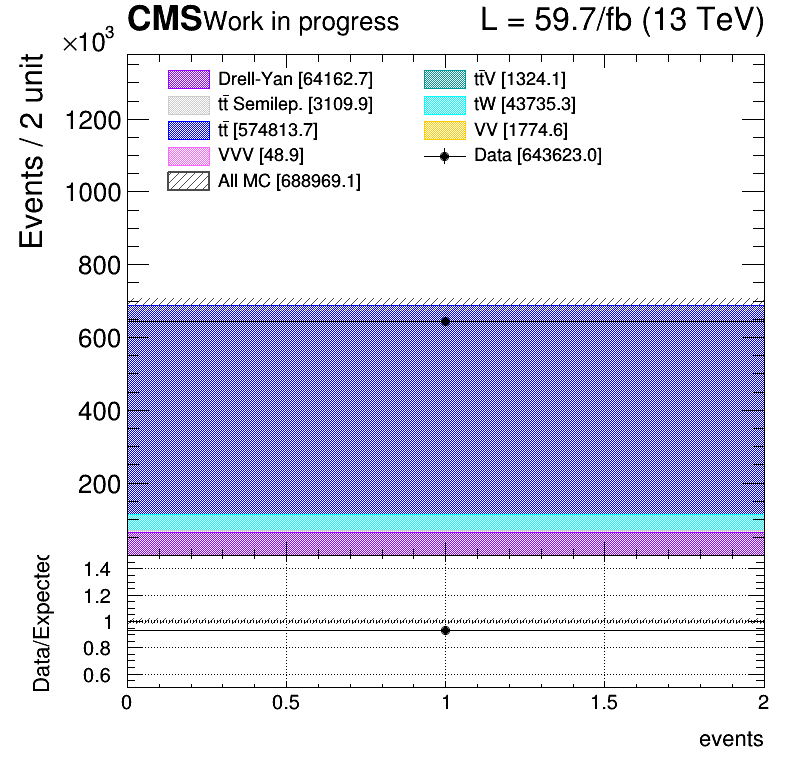 CMS Work in progress L = 59.7/fb (13 TeV)
×10³
Events / 2 unit
Drell-Yan [64162.7]
tt̄ Semilep. [3109.9]
tt̄ [574813.7]
VVV [48.9]
All MC [688969.1]
tt̄V [1324.1]
tW [43735.3]
VV [1774.6]
Data [643623.0]
1200
1000
800
600
400
200
Data/Expected
1.4
1.2
1
0.8
0.6
0 0.5 1 1.5 2
events